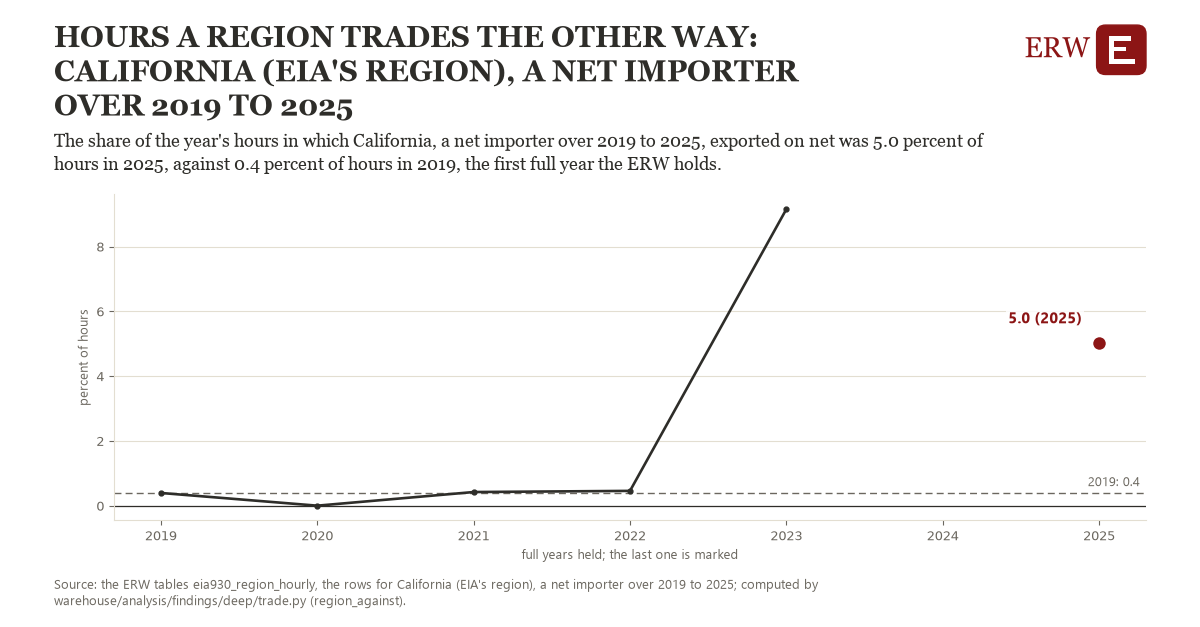 HOURS A REGION TRADES THE OTHER WAY:
CALIFORNIA (EIA'S REGION), A NET IMPORTER
OVER 2019 TO 2025
ERW E
The share of the year's hours in which California, a net importer over 2019 to 2025, exported on net was 5.0 percent of
hours in 2025, against 0.4 percent of hours in 2019, the first full year the ERW holds.
8
6
4
2
0
percent of hours
5.0 (2025)
2019: 0.4
2019 2020 2021 2022 2023 2024 2025
full years held; the last one is marked
Source: the ERW tables eia930_region_hourly, the rows for California (EIA's region), a net importer over 2019 to 2025; computed by
warehouse/analysis/findings/deep/trade.py (region_against).